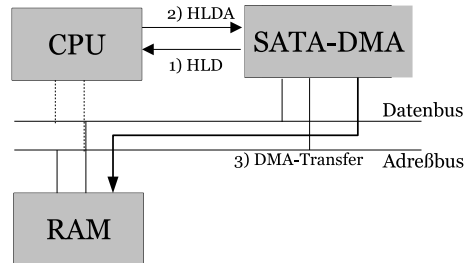 2) HLDA
CPU
SATA-DMA
1) HLD
Datenbus
3) DMA-Transfer
Adreßbus
RAM